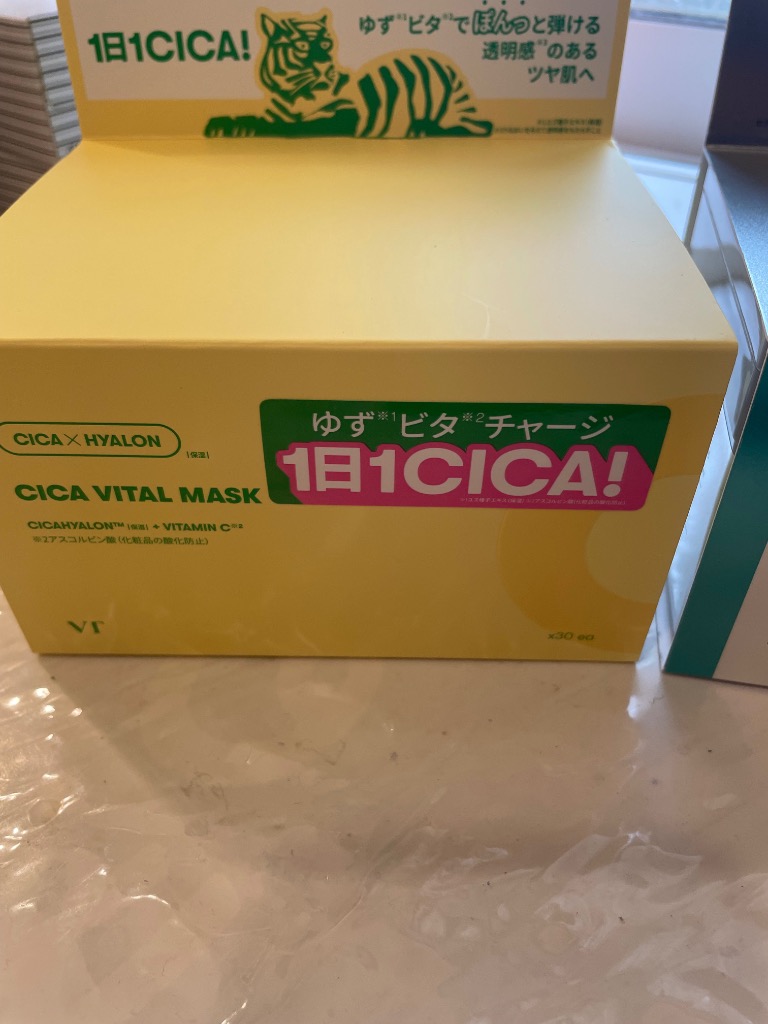 1日1CICA!
ゆず※1ビタ※2でぽんっと弾ける
透明感※3のある
ツヤ肌へ
CICA×HYALON
(保湿)
ゆず※1ビタ※2チャージ
1日1CICA!
CICA VITAL MASK
CICAHYALON™ (保湿) + VITAMIN C※2
※2アスコルビン酸(化粧品の酸化防止)
VT
x30 ea